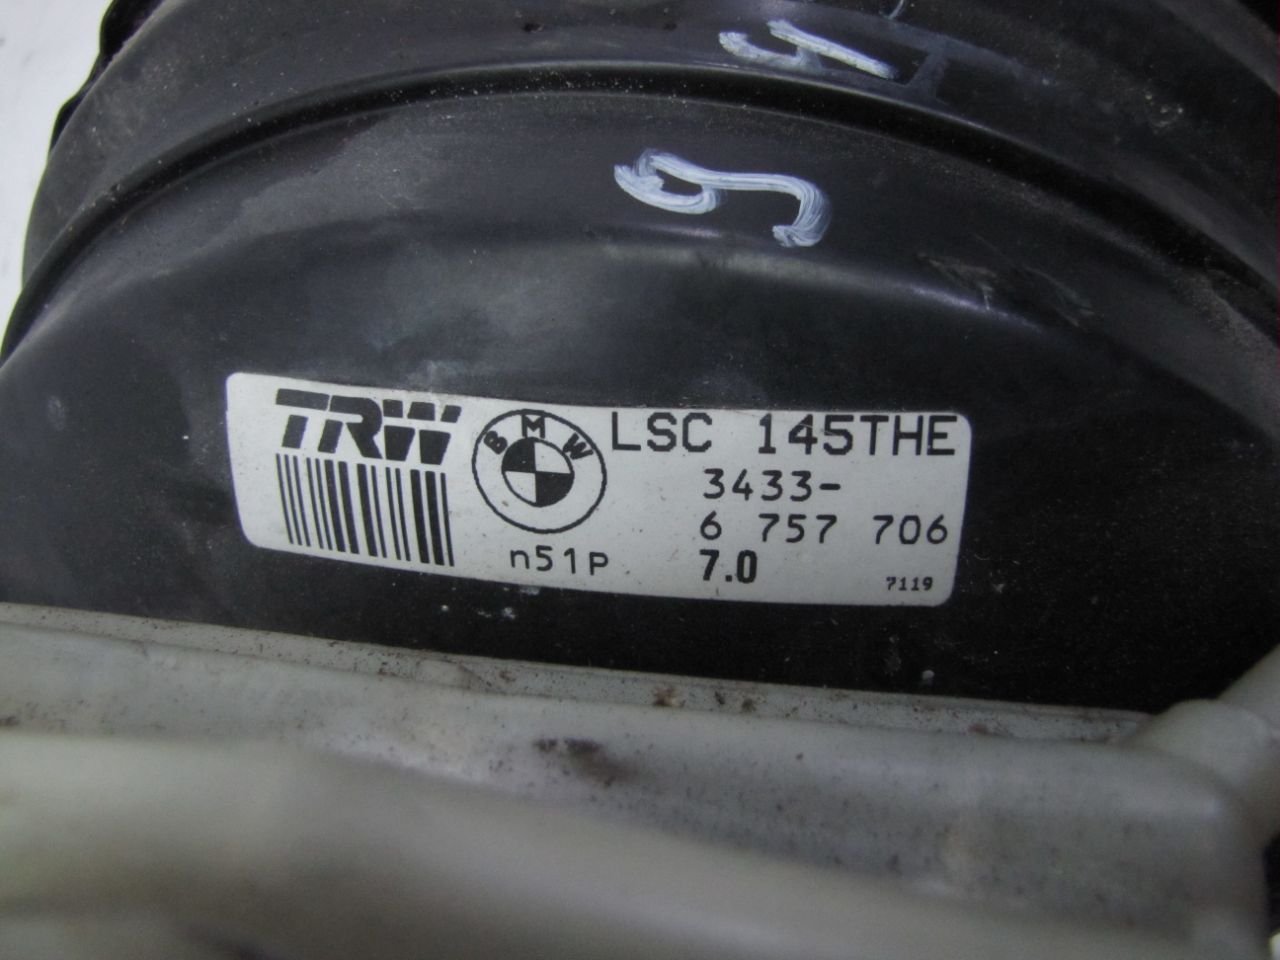 TRW BMW LSC 145THE
3433-
6 757 706
n51P 7.0 7119